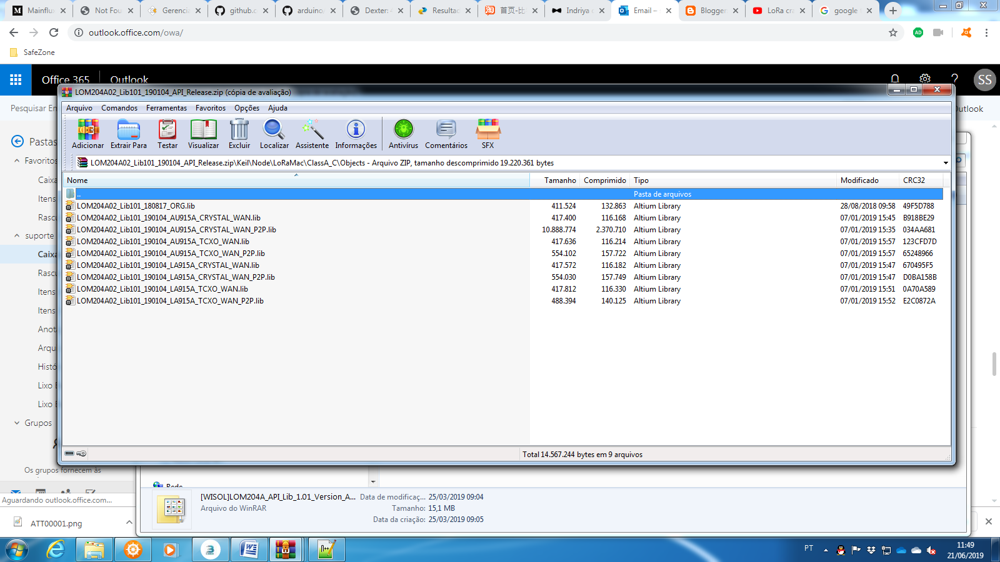 Mainflux
Not Fou
Gerencia
github.c
arduino
Dexter:
Resultac
首页-比
Indriya
Email –
Blogger
LoRa cra
google
outlook.office.com/owa/
SafeZone
Office 365
Outlook
SS
LOM204A02_Lib101_190104_API_Release.zip (cópia de avaliação)
Arquivo Comandos Ferramentas Favoritos Opções Ajuda
Pesquisar En
Outlook
Adicionar Extrair Para Testar Visualizar Excluir Localizar Assistente Informações Antivírus Comentários SFX
Pastas
Favoritos
Caixa
Itens
Rascu
suporte
Caixa
Rascu
Itens
Itens
Anota
Arqu
Histó
Lixo E
Lixo E
Grupos
Os grupos fornecem às
LOM204A02_Lib101_190104_API_Release.zip\Keil\Node\LoRaMac\ClassA_C\Objects - Arquivo ZIP, tamanho descomprimido 19.220.361 bytes
Nome Tamanho Comprimido Tipo Modificado CRC32
.. Pasta de arquivos
LOM204A02_Lib101_180817_ORG.lib 411.524 132.863 Altium Library 28/08/2018 09:58 49F5D788
LOM204A02_Lib101_190104_AU915A_CRYSTAL_WAN.lib 417.400 116.168 Altium Library 07/01/2019 15:45 B918BE29
LOM204A02_Lib101_190104_AU915A_CRYSTAL_WAN_P2P.lib 10.888.774 2.370.710 Altium Library 07/01/2019 15:35 034AA681
LOM204A02_Lib101_190104_AU915A_TCXO_WAN.lib 417.636 116.214 Altium Library 07/01/2019 15:57 123CFD7D
LOM204A02_Lib101_190104_AU915A_TCXO_WAN_P2P.lib 554.102 157.722 Altium Library 07/01/2019 15:57 65248966
LOM204A02_Lib101_190104_LA915A_CRYSTAL_WAN.lib 417.572 116.182 Altium Library 07/01/2019 15:47 670495F5
LOM204A02_Lib101_190104_LA915A_CRYSTAL_WAN_P2P.lib 554.030 157.749 Altium Library 07/01/2019 15:47 D0BA158B
LOM204A02_Lib101_190104_LA915A_TCXO_WAN.lib 417.812 116.330 Altium Library 07/01/2019 15:51 0A70A589
LOM204A02_Lib101_190104_LA915A_TCXO_WAN_P2P.lib 488.394 140.125 Altium Library 07/01/2019 15:52 E2C0872A
Total 14.567.244 bytes em 9 arquivos
Rede
[WISOL]LOM204A_API_Lib_1.01_Version_A... Data de modificaç... 25/03/2019 09:04
Arquivo do WinRAR Tamanho: 15,1 MB
Data da criação: 25/03/2019 09:05
Aguardando outlook.office.com...
ATT00001.png
PT
11:49
21/06/2019